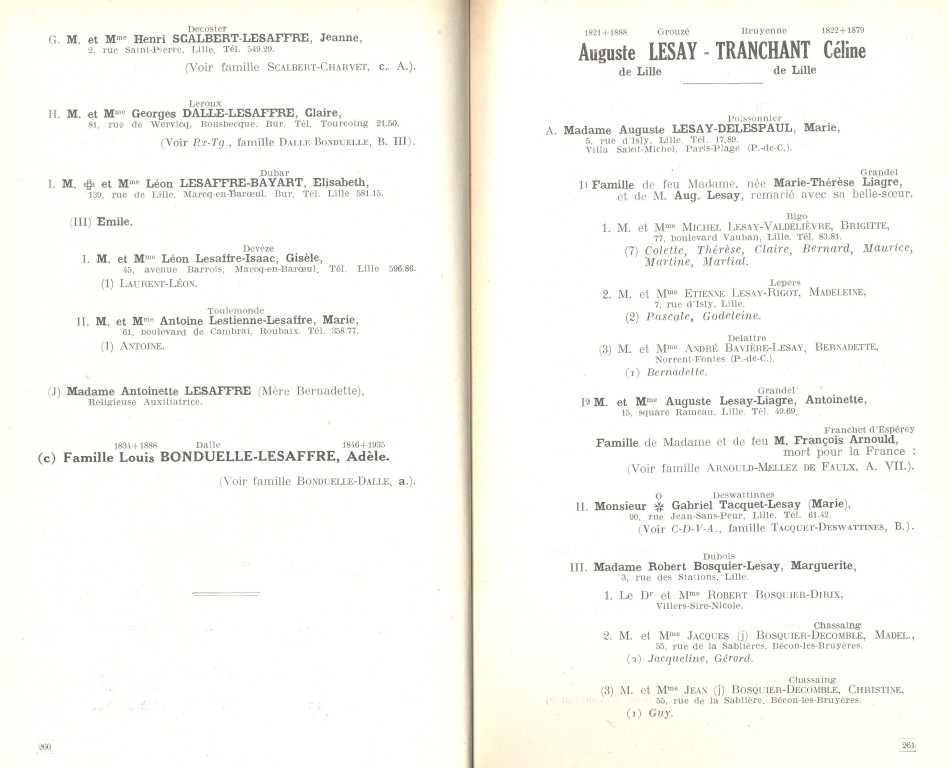 Decoster
G. M. et Mme Henri SCALBERT-LESAFFRE, Jeanne,
2, rue Saint-Pierre, Lille, Tél. 549.29.
(Voir famille SCALBERT-CHARVET, c. A.).
Leroux
H. M. et Mme Georges DALLE-LESAFFRE, Claire,
81, rue de Wervicq, Bousbecque. Bur. Tél. Tourcoing 21.50.
(Voir P.x-Tg., famille DALLE-BONDUELLE, B. III).
Dubar
I. M. ✠ et Mme Léon LESAFFRE-BAYART, Elisabeth,
139, rue de Lille, Marcq-en-Barœul. Bur. Tél. Lille 581.15.
(III) Emile.
Devèze
I. M. et Mme Léon Lesaffre-Isaac, Gisèle,
45, avenue Barrois, Marcq-en-Barœul, Tél. Lille 596.86.
(1) LAURENT-LÉON.
Toulemonde
II. M. et Mme Antoine Lestienne-Lesaffre, Marie,
61, boulevard de Cambrai, Roubaix. Tél. 358.77.
(1) ANTOINE.
(J) Madame Antoinette LESAFFRE (Mère Bernadette),
Religieuse Auxiliatrice.
1834+1888 Dalle 1846+1935
(c) Famille Louis BONDUELLE-LESAFFRE, Adèle.
(Voir famille BONDUELLE-DALLE, a.).
260
1821+1888 Grouzé Bruyenne 1822+1879
Auguste LESAY - TRANCHANT Céline
de Lille de Lille
Poissonnier
A. Madame Auguste LESAY-DELESPAUL, Marie,
5, rue d'Isly, Lille. Tél. 17.89.
Villa Saint-Michel, Paris-Plage (P.-de-C.).
Grandel
I1 Famille de feu Madame, née Marie-Thérèse Liagre,
et de M. Aug. Lesay, remarié avec sa belle-sœur.
Bigo
1. M. et Mme MICHEL LESAY-VALDELIÈVRE, BRIGITTE,
77, boulevard Vauban, Lille. Tél. 83.81.
(7) Colette, Thérèse, Claire, Bernard, Maurice,
Martine, Martial.
Lepers
2. M. et Mme ETIENNE LESAY-RIGOT, MADELEINE,
7, rue d'Isly, Lille.
(2) Pascale, Godeleine.
Delattre
(3) M. et Mme ANDRÉ BAVIÈRE-LESAY, BERNADETTE,
Norrent-Fontes (P.-de-C.).
(1) Bernadette.
Grandel
I2 M. et Mme Auguste Lesay-Liagre, Antoinette,
15, square Rameau, Lille. Tél. 49.69.
Franchet d'Espérey
Famille de Madame et de feu M. François Arnould,
mort pour la France :
(Voir famille ARNOULD-MELLEZ DE FAULX, A. VII.).
O Deswattinnes
II. Monsieur ✲ Gabriel Tacquet-Lesay (Marie),
90, rue Jean-Sans-Peur, Lille. Tél. 61.42.
(Voir C-D-V-A., famille TACQUET-DESWATTINES, B.).
Dubois
III. Madame Robert Bosquier-Lesay, Marguerite,
3, rue des Stations, Lille.
1. Le Dr et Mme ROBERT BOSQUIER-DIRIX,
Villers-Sire-Nicole.
Chassaing
2. M. et Mme JACQUES (j) BOSQUIER-DECOMBLE, MADEL.,
55, rue de la Sablières, Bécon-les-Bruyères.
(2) Jacqueline, Gérard.
Chassaing
(3) M. et Mme JEAN (j) BOSQUIER-DECOMBLE, CHRISTINE,
55, rue de la Sablière, Bécon-les-Bruyères.
(1) Guy.
261